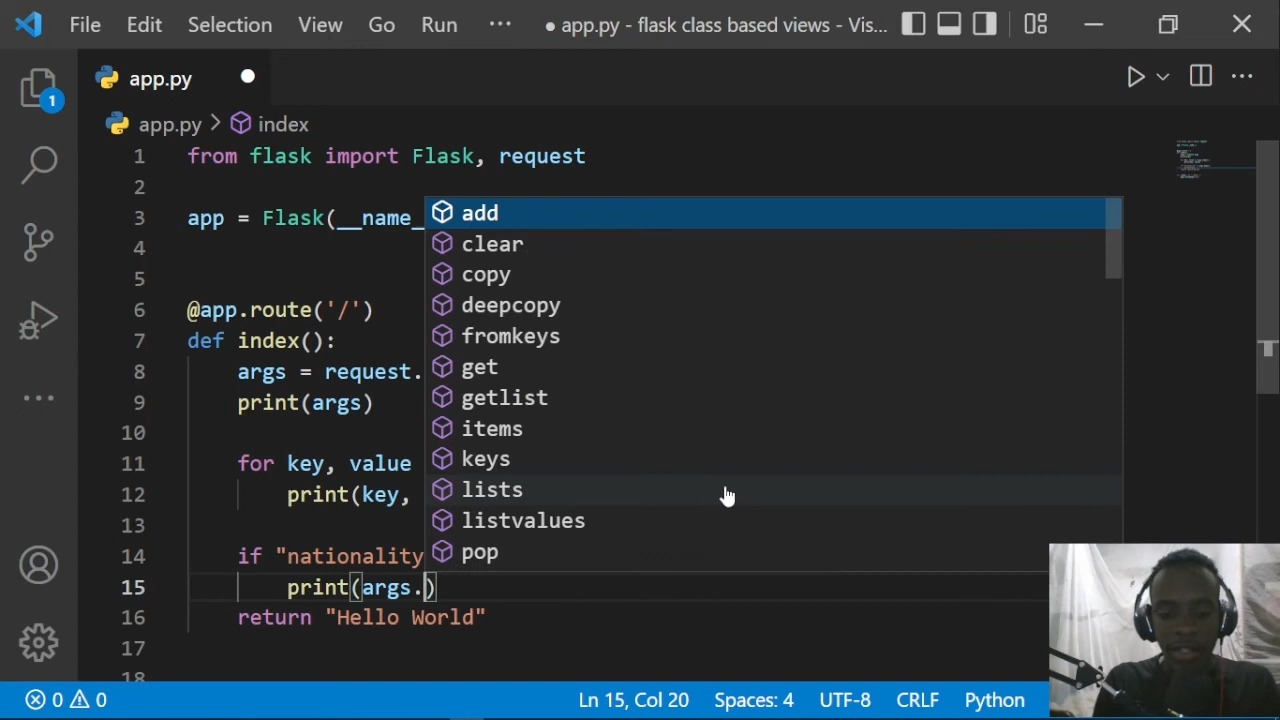 File Edit Selection View Go Run ··· ● app.py - flask class based views - Vis...
app.py
1
app.py > index
1 from flask import Flask, request
2
3 app = Flask(__name_
4
5
6 @app.route('/')
7 def index():
8 args = request.
9 print(args)
10
11 for key, value
12 print(key,
13
14 if "nationality
15 print(args.)
16 return "Hello World"
17
18
add
clear
copy
deepcopy
fromkeys
get
getlist
items
keys
lists
listvalues
pop
0 0 Ln 15, Col 20 Spaces: 4 UTF-8 CRLF Python